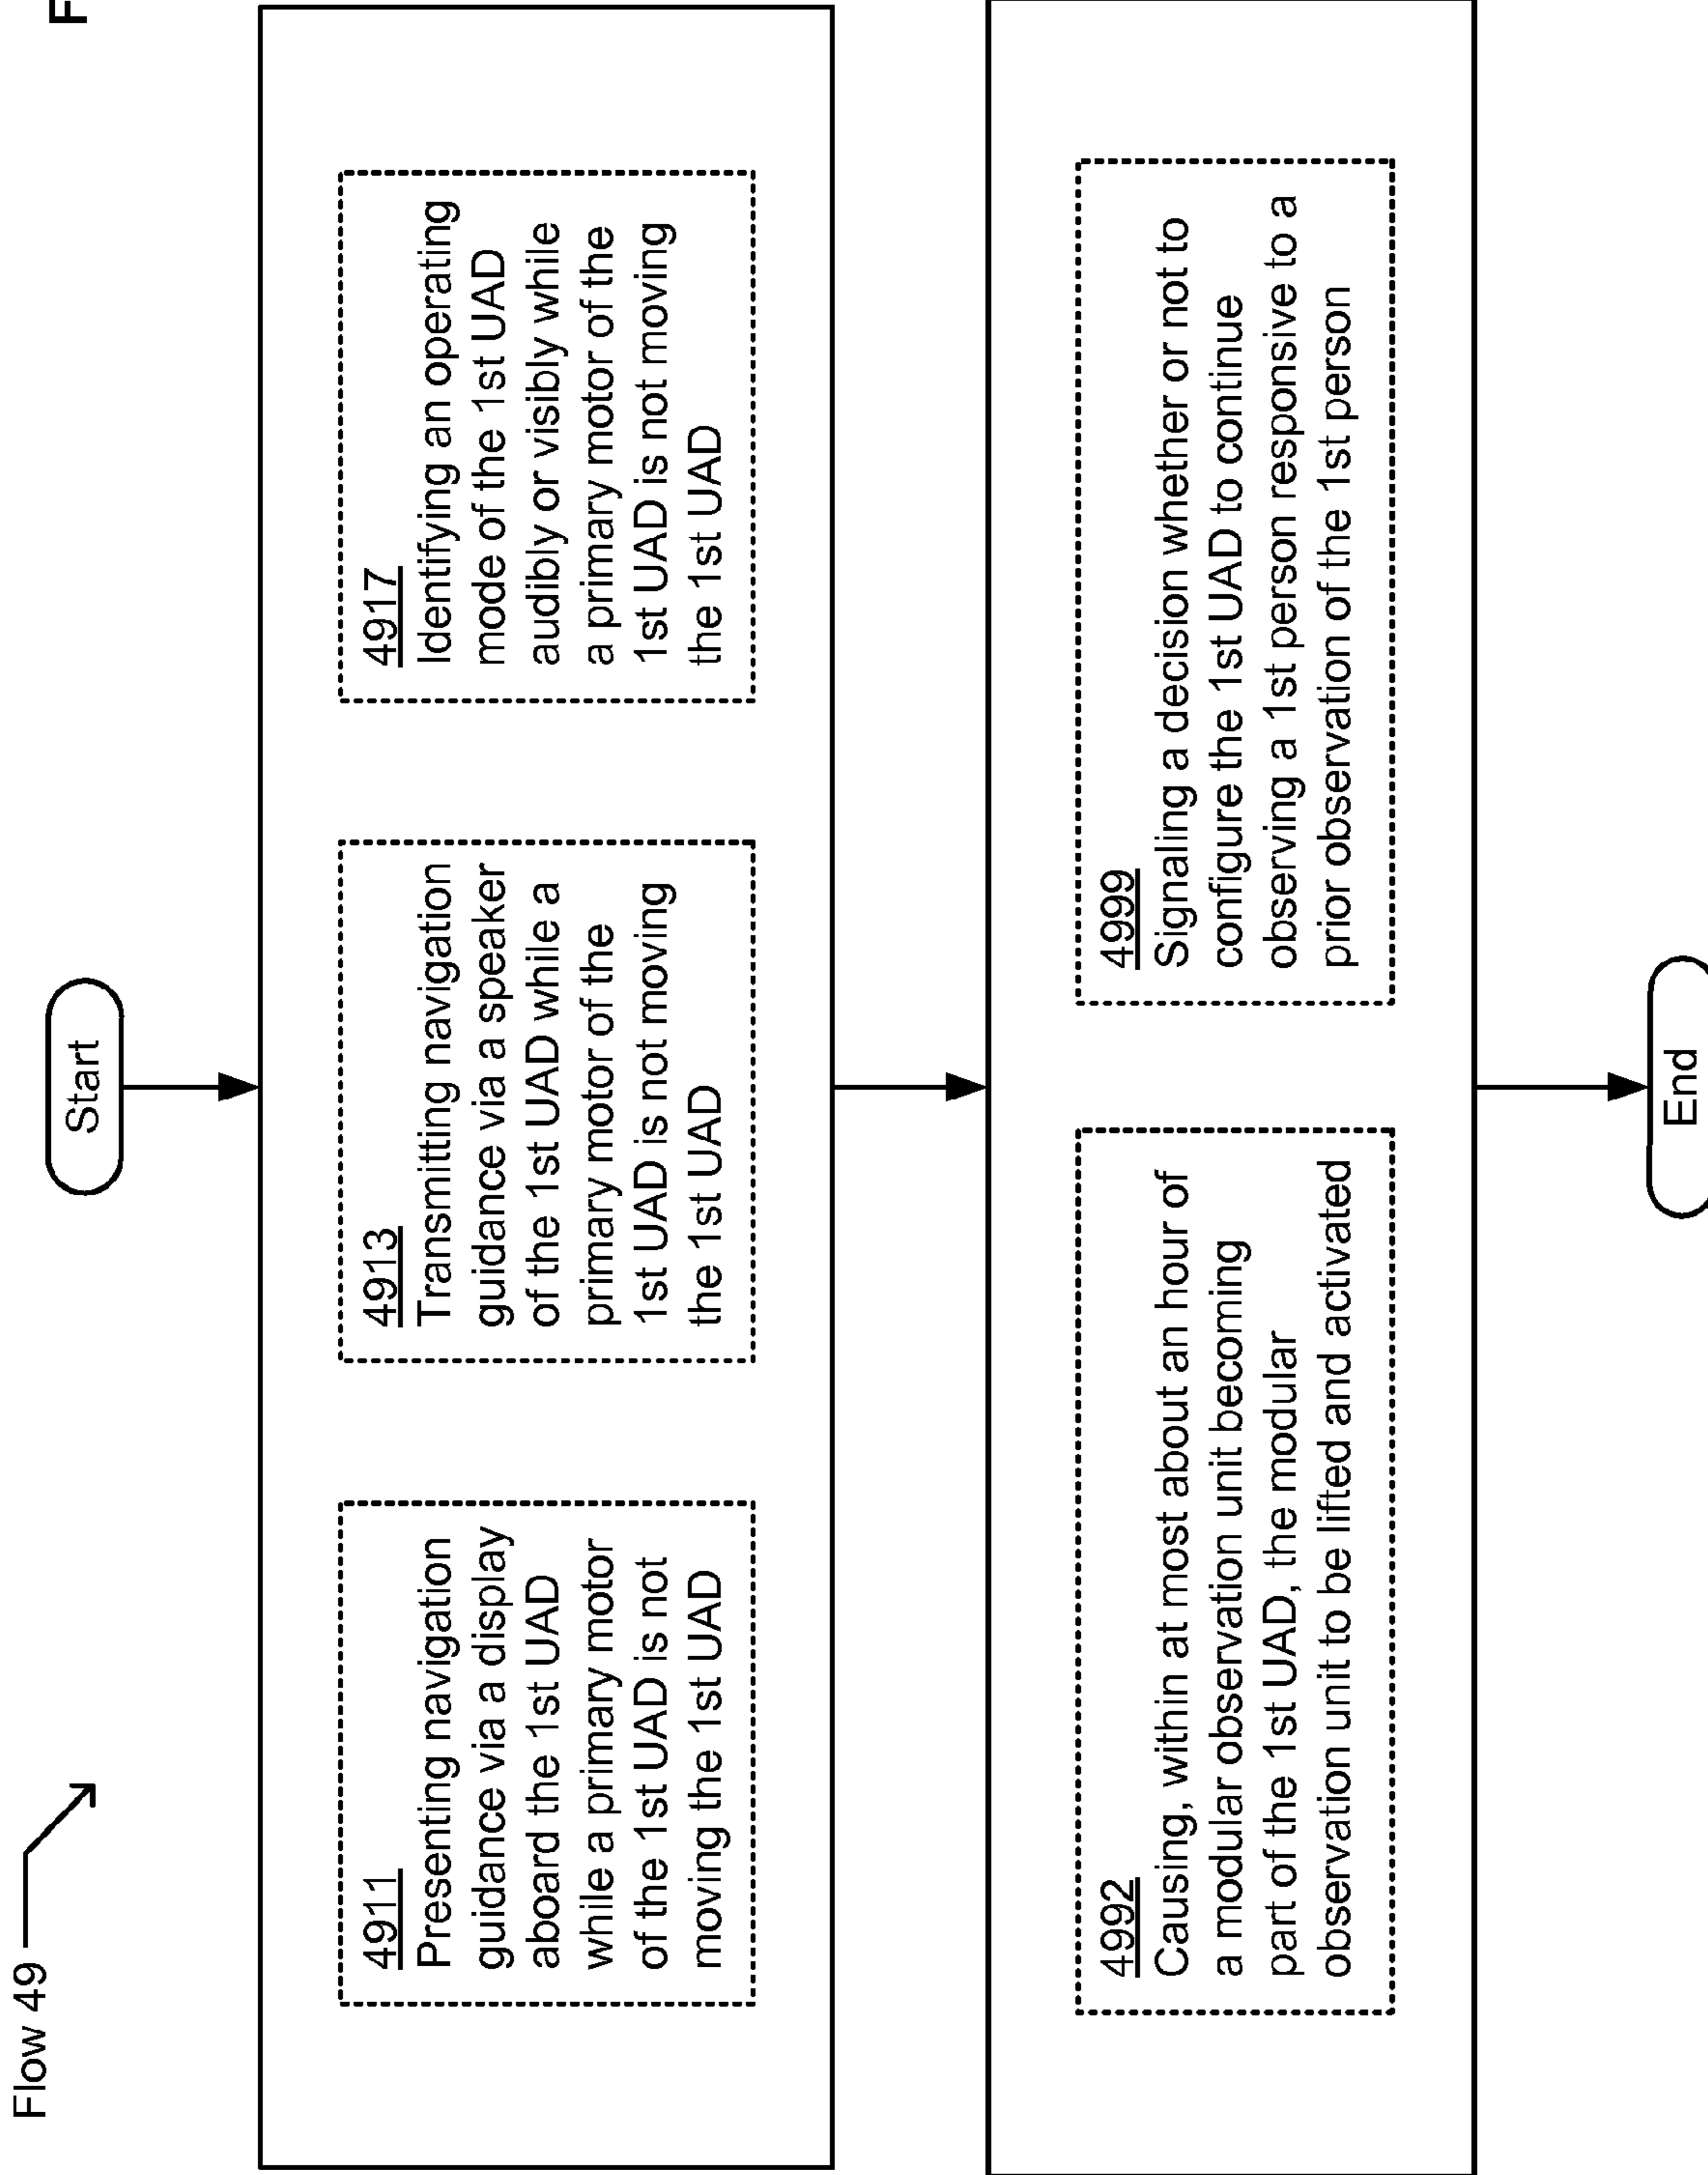 Flow 49
F
Start
4911
Presenting navigation
guidance via a display
aboard the 1st UAD
while a primary motor
of the 1st UAD is not
moving the 1st UAD
4913
Transmitting navigation
guidance via a speaker
of the 1st UAD while a
primary motor of the
1st UAD is not moving
the 1st UAD
4917
Identifying an operating
mode of the 1st UAD
audibly or visibly while
a primary motor of the
1st UAD is not moving
the 1st UAD
4992
Causing, within at most about an hour of
a modular observation unit becoming
part of the 1st UAD, the modular
observation unit to be lifted and activated
4999
Signaling a decision whether or not to
configure the 1st UAD to continue
observing a 1st person responsive to a
prior observation of the 1st person
End